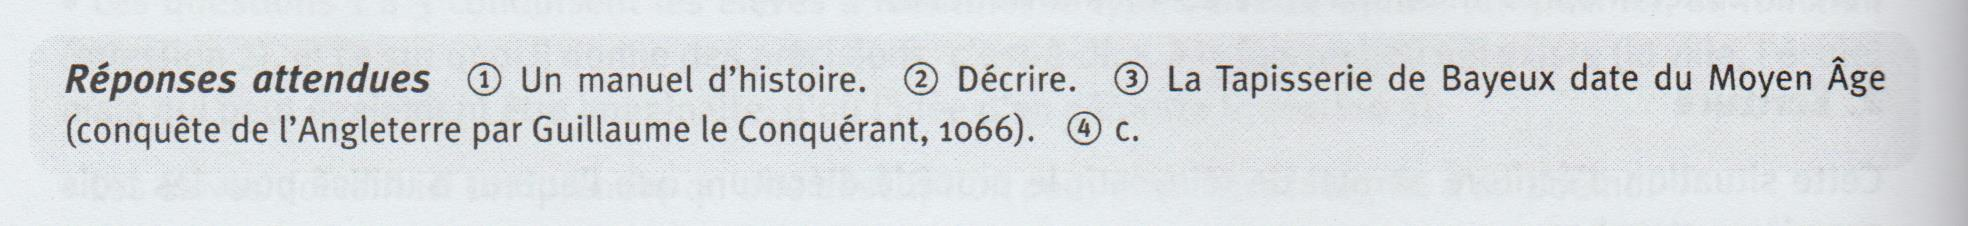 Réponses attendues ① Un manuel d’histoire. ② Décrire. ③ La Tapisserie de Bayeux date du Moyen Âge
(conquête de l’Angleterre par Guillaume le Conquérant, 1066). ④ c.